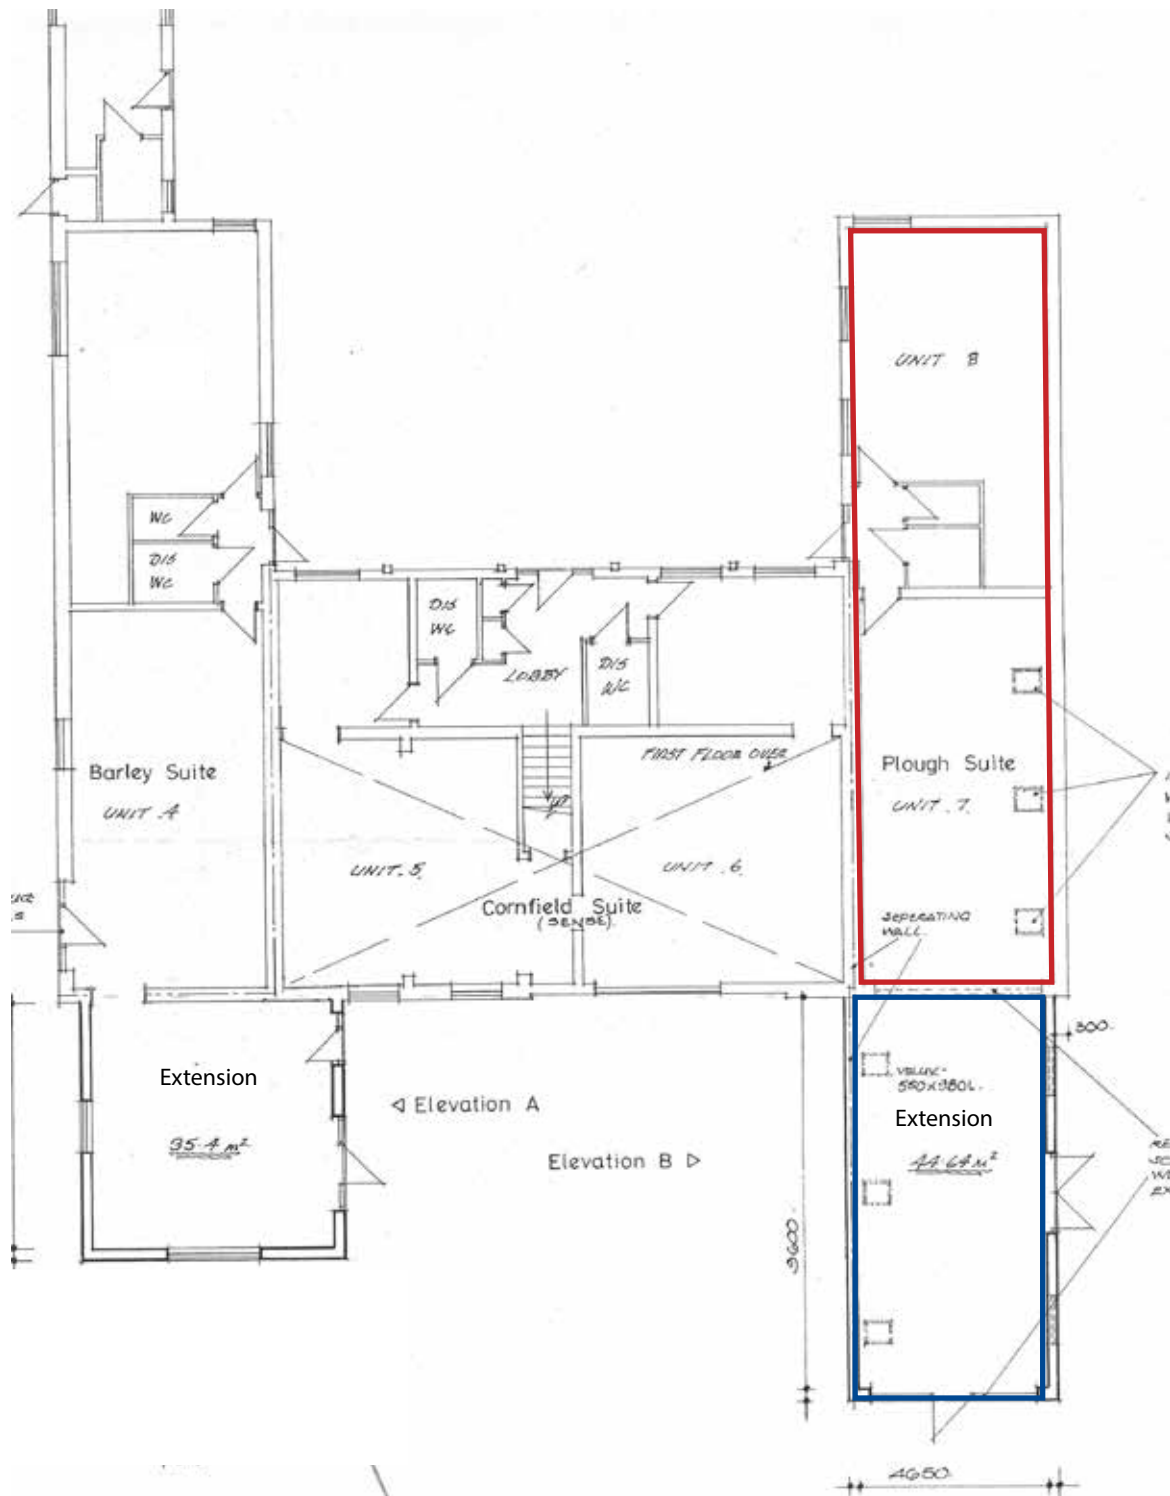 UNIT 8
WC
DIS
WC
DIS
WC
LOBBY
DIS
WC
FIRST FLOOR OVER
Barley Suite
UNIT .4
Plough Suite
UNIT .7.
UP
UNIT .5
UNIT .6.
Cornfield Suite
(SENSE).
SEPERATING
WALL.
300.
Extension
35.4 m²
◁ Elevation A
Elevation B ▷
VELUX-
550X980L.
Extension
44.64 M²
9600.
4650.